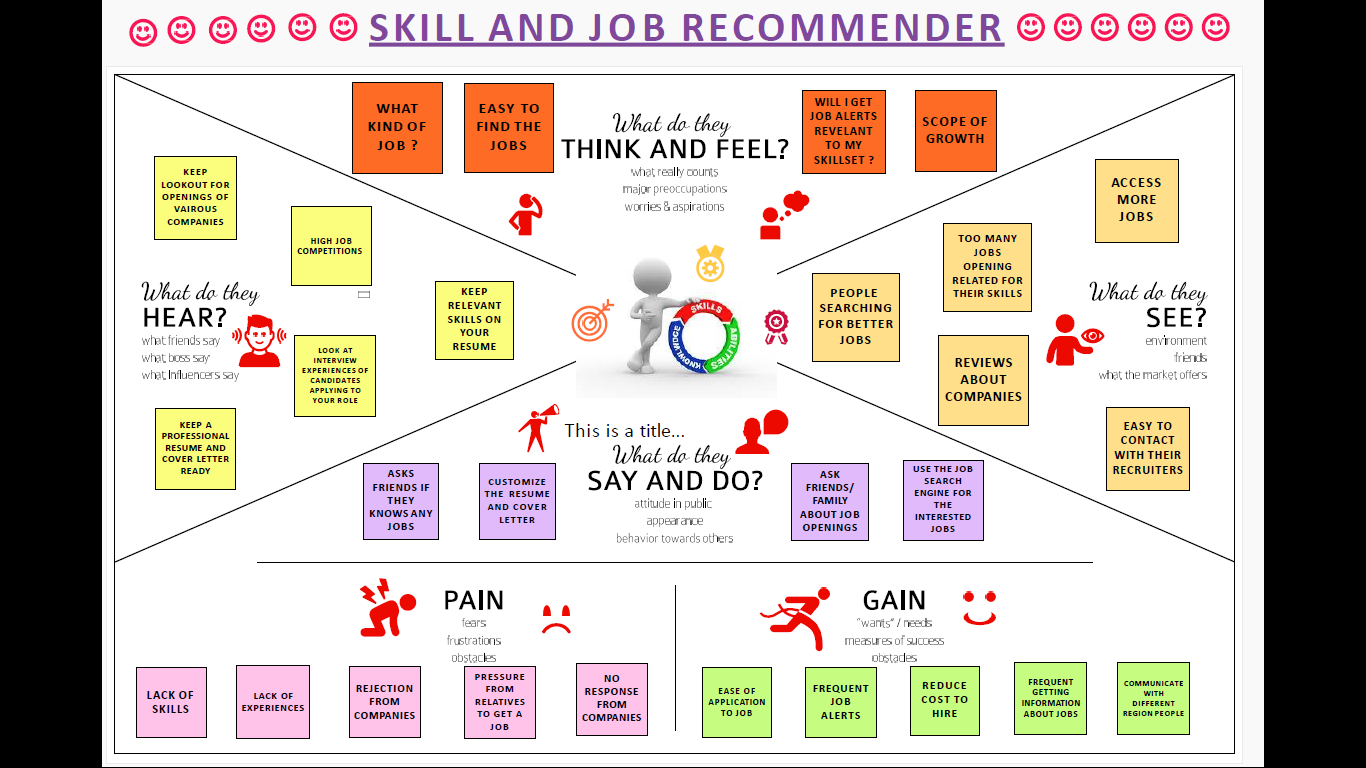 SKILL AND JOB RECOMMENDER
WHAT
KIND OF
JOB ?
EASY TO
FIND THE
JOBS
What do they
THINK AND FEEL?
what really counts
major preoccupations
worries & aspirations
WILL I GET
JOB ALERTS
REVELANT
TO MY
SKILLSET ?
SCOPE OF
GROWTH
KEEP
LOOKOUT FOR
OPENINGS OF
VAIROUS
COMPANIES
HIGH JOB
COMPETITIONS
What do they
HEAR?
what friends say
what boss say
what influencers say
KEEP
RELEVANT
SKILLS ON
YOUR
RESUME
LOOK AT
INTERVIEW
EXPERIENCES OF
CANDIDATES
APPLYING TO
YOUR ROLE
KEEP A
PROFESSIONAL
RESUME AND
COVER LETTER
READY
SKILLS
ABILITIES
KNOWLWDGE
ACCESS
MORE
JOBS
TOO MANY
JOBS
OPENING
RELATED FOR
THEIR SKILLS
PEOPLE
SEARCHING
FOR BETTER
JOBS
What do they
SEE?
environment
friends
what the market offers
REVIEWS
ABOUT
COMPANIES
EASY TO
CONTACT
WITH THEIR
RECRUITERS
This is a title...
What do they
SAY AND DO?
attitude in public
appearance
behavior towards others
ASKS
FRIENDS IF
THEY
KNOWS ANY
JOBS
CUSTOMIZE
THE RESUME
AND COVER
LETTER
ASK
FRIENDS/
FAMILY
ABOUT JOB
OPENINGS
USE THE JOB
SEARCH
ENGINE FOR
THE
INTERESTED
JOBS
PAIN
fears
frustrations
obstacles
LACK OF
SKILLS
LACK OF
EXPERIENCES
REJECTION
FROM
COMPANIES
PRESSURE
FROM
RELATIVES
TO GET A
JOB
NO
RESPONSE
FROM
COMPANIES
GAIN
"wants" / needs
measures of success
obstacles
EASE OF
APPLICATION
TO JOB
FREQUENT
JOB
ALERTS
REDUCE
COST TO
HIRE
FREQUENT
GETTING
INFORMATION
ABOUT JOBS
COMMUNICATE
WITH
DIFFERENT
REGION PEOPLE